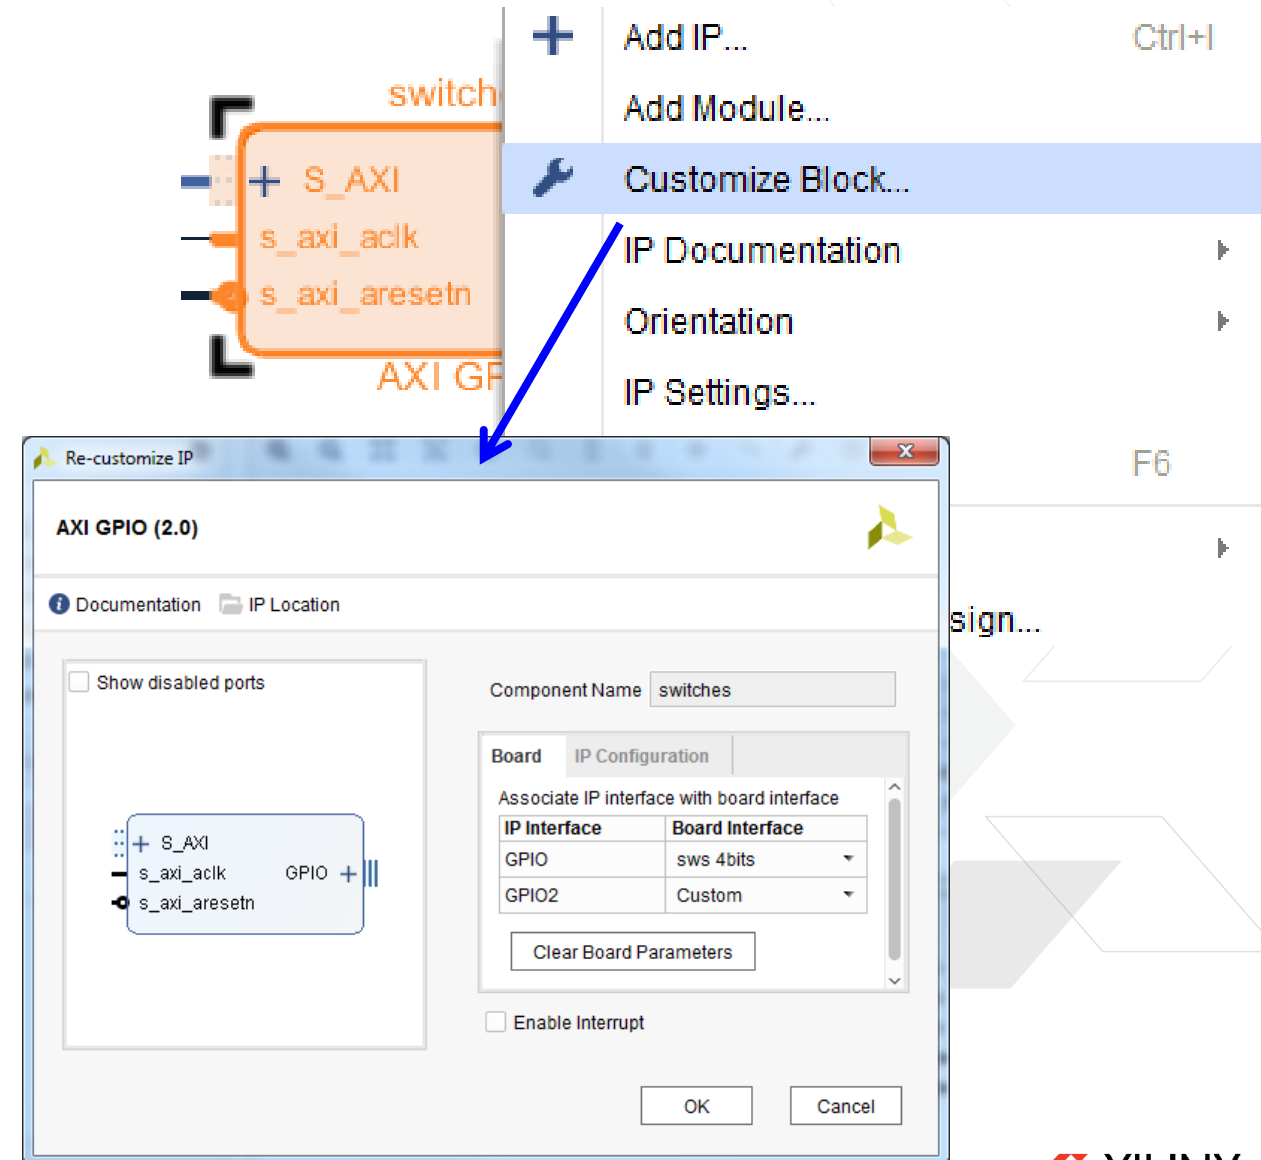 Add IP... Ctrl+I
switch
Add Module...
+ S_AXI
Customize Block...
s_axi_aclk
IP Documentation
s_axi_aresetn
Orientation
AXI GP
IP Settings...
Re-customize IP
F6
AXI GPIO (2.0)
Documentation IP Location
sign...
Show disabled ports
Component Name switches
Board IP Configuration
Associate IP interface with board interface
IP Interface Board Interface
GPIO sws 4bits
GPIO2 Custom
+ S_AXI
s_axi_aclk GPIO +
s_axi_aresetn
Clear Board Parameters
Enable Interrupt
OK Cancel
XILINX